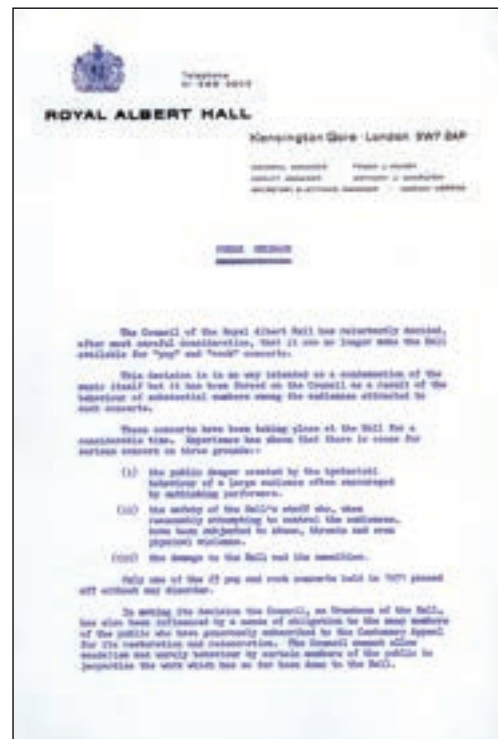 Telephone
ROYAL ALBERT HALL
Kensington Gore · London SW7 2AP
PRESS RELEASE
The Council of the Royal Albert Hall has reluctantly decided,
after most careful consideration, that it can no longer make the Hall
available for "pop" and "rock" concerts.
This decision is in no way intended as a condemnation of the
music itself but it has been forced on the Council as a result of the
behaviour of substantial numbers among the audiences attracted to
such concerts.
These concerts have been taking place at the Hall for a
considerable time. Experience has shown that there is cause for
serious concern on three grounds:-
(i) the public danger created by the hysterical
behaviour of a large audience often encouraged
by unthinking performers.
(ii) the safety of the Hall's staff who, when
reasonably attempting to control the audiences,
have been subjected to abuse, threats and even
physical violence.
(iii) the damage to the Hall and its amenities.
Only one of the 23 pop and rock concerts held in 1971 passed
off without any disorder.
In making its decision the Council, as Trustees of the Hall,
has also been influenced by a sense of obligation to the many members
of the public who have generously subscribed to the Centenary Appeal
for its restoration and redecoration. The Council cannot allow
vandalism and unruly behaviour by certain members of the public to
jeopardise the work which has so far been done to the Hall.